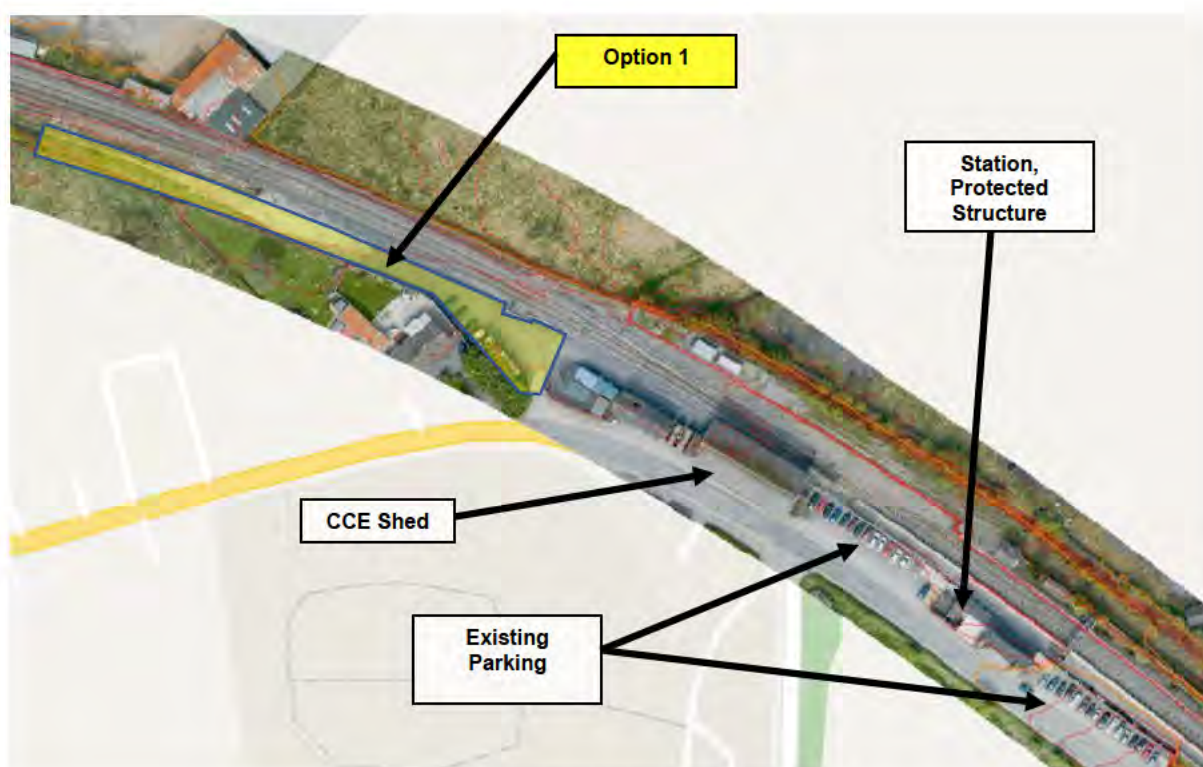 Option 1
Station,
Protected
Structure
CCE Shed
Existing
Parking